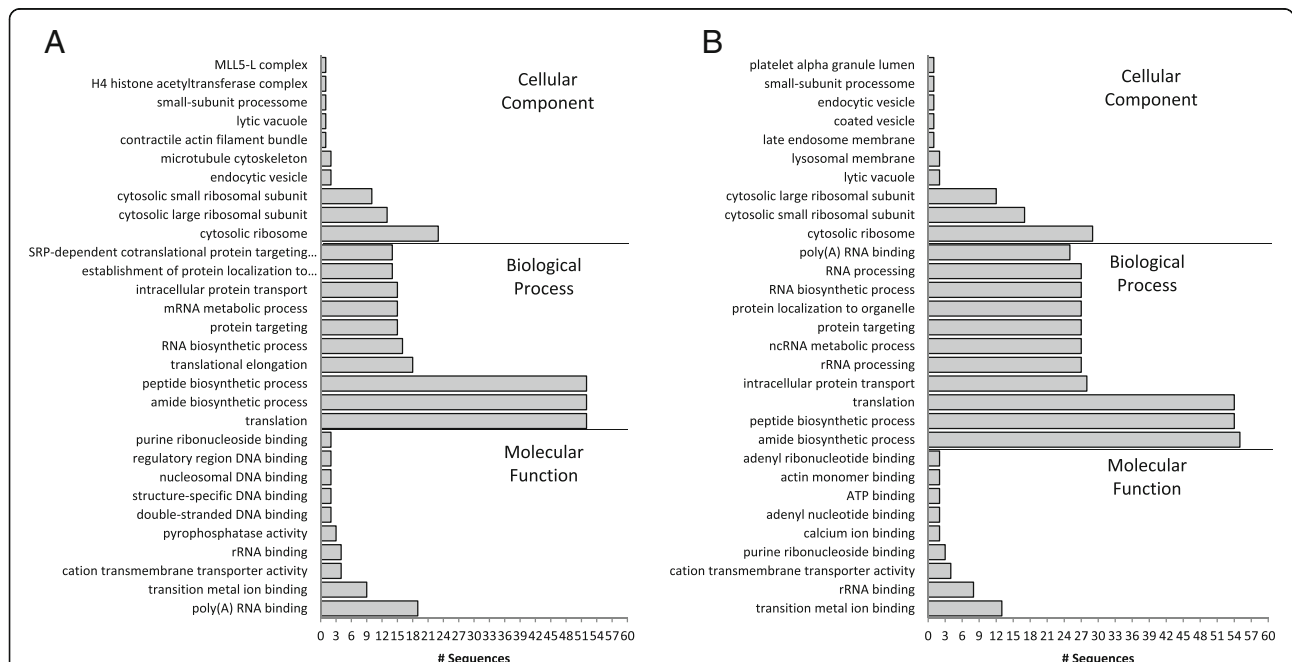 A
MLL5-L complex
H4 histone acetyltransferase complex
small-subunit processome
lytic vacuole
contractile actin filament bundle
microtubule cytoskeleton
endocytic vesicle
cytosolic small ribosomal subunit
cytosolic large ribosomal subunit
cytosolic ribosome
SRP-dependent cotranslational protein targeting...
establishment of protein localization to...
intracellular protein transport
mRNA metabolic process
protein targeting
RNA biosynthetic process
translational elongation
peptide biosynthetic process
amide biosynthetic process
translation
purine ribonucleoside binding
regulatory region DNA binding
nucleosomal DNA binding
structure-specific DNA binding
double-stranded DNA binding
pyrophosphatase activity
rRNA binding
cation transmembrane transporter activity
transition metal ion binding
poly(A) RNA binding
Cellular
Component
Biological
Process
Molecular
Function
0 3 6 9 12 15 18 21 24 27 30 33 36 39 42 45 48 51 54 57 60
# Sequences
B
platelet alpha granule lumen
small-subunit processome
endocytic vesicle
coated vesicle
late endosome membrane
lysosomal membrane
lytic vacuole
cytosolic large ribosomal subunit
cytosolic small ribosomal subunit
cytosolic ribosome
poly(A) RNA binding
RNA processing
RNA biosynthetic process
protein localization to organelle
protein targeting
ncRNA metabolic process
rRNA processing
intracellular protein transport
translation
peptide biosynthetic process
amide biosynthetic process
adenyl ribonucleotide binding
actin monomer binding
ATP binding
adenyl nucleotide binding
calcium ion binding
purine ribonucleoside binding
cation transmembrane transporter activity
rRNA binding
transition metal ion binding
Cellular
Component
Biological
Process
Molecular
Function
0 3 6 9 12 15 18 21 24 27 30 33 36 39 42 45 48 51 54 57 60
# Sequences